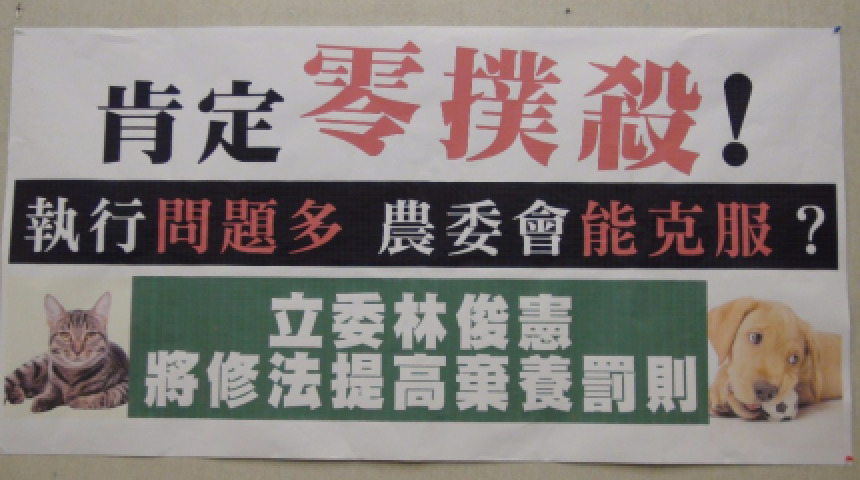 肯定零撲殺！
執行問題多 農委會能克服？
立委林俊憲
將修法提高棄養罰則